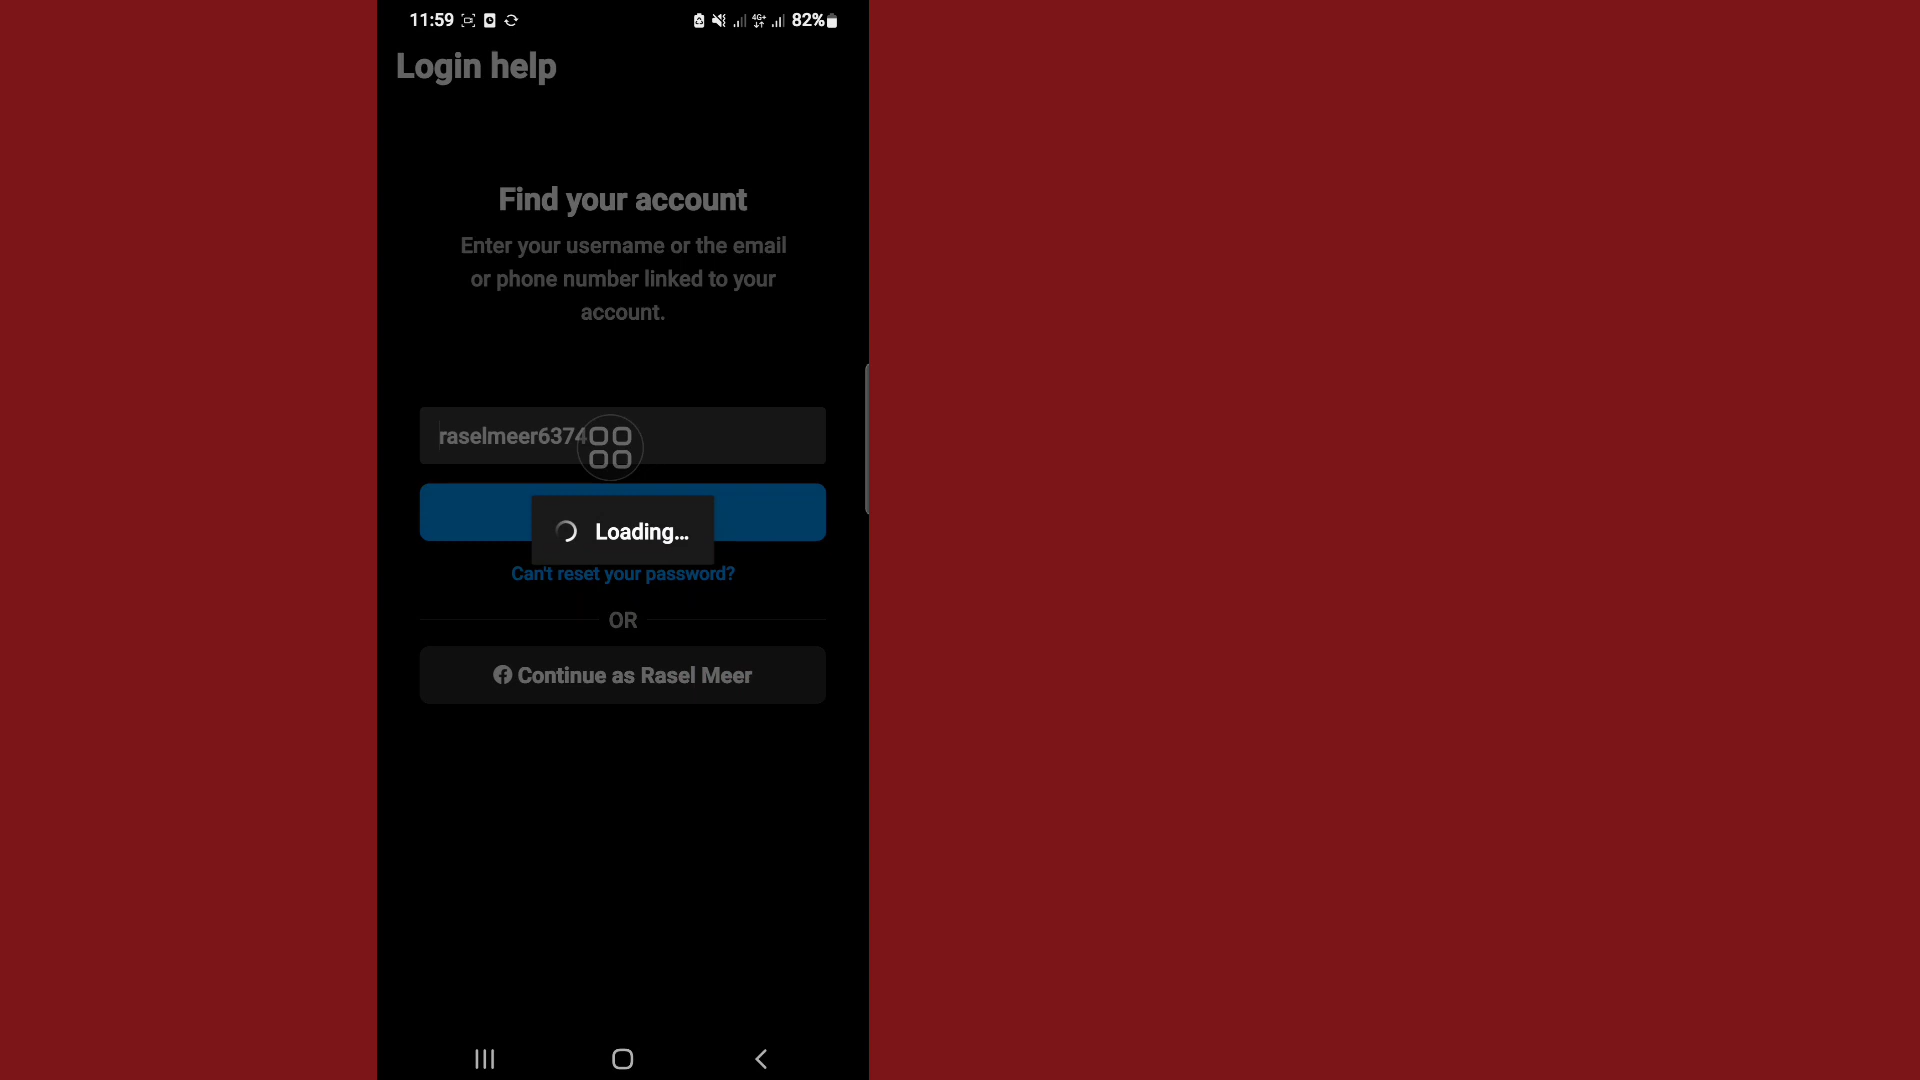 11:59 4G+ 82%
Login help
Find your account
Enter your username or the email
or phone number linked to your
account.
raselmeer6374
Loading...
Can't reset your password?
OR
Continue as Rasel Meer